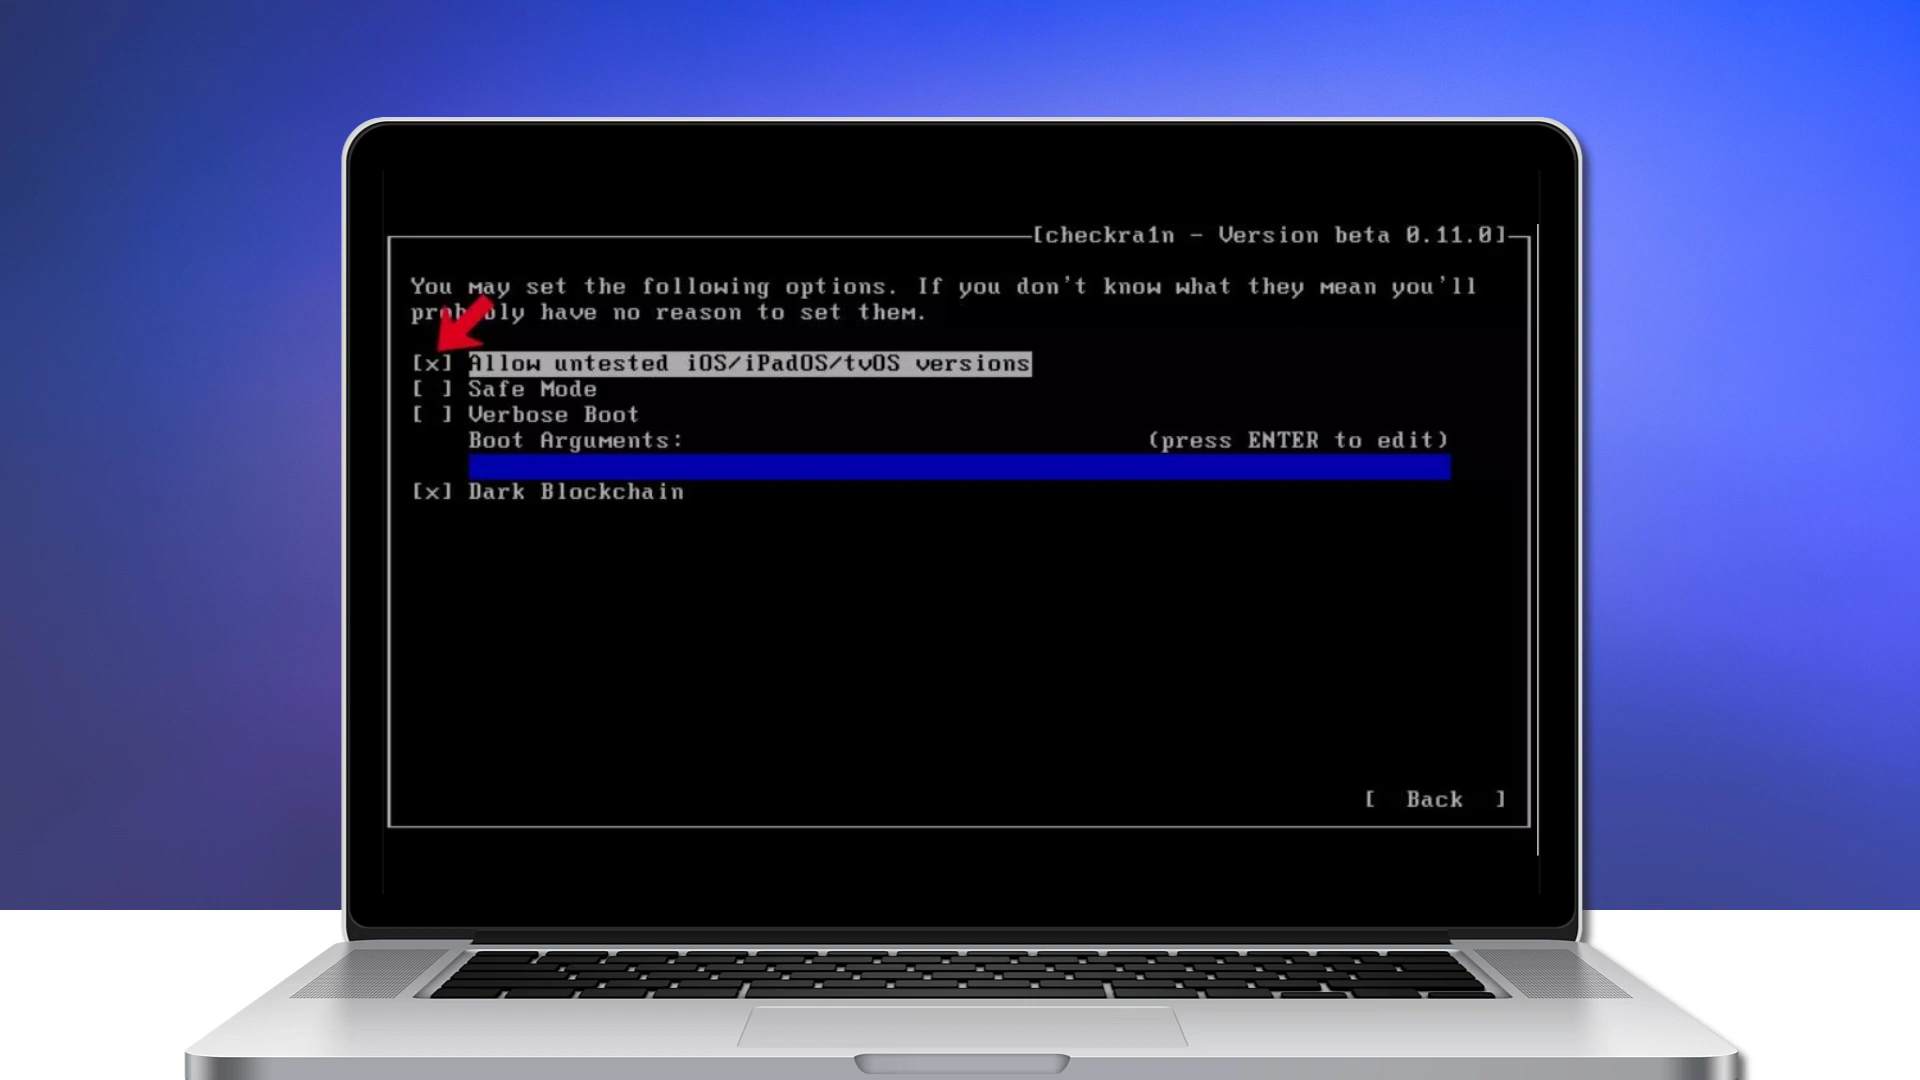 [checkra1n - Version beta 0.11.0]
You may set the following options. If you don't know what they mean you'll
probably have no reason to set them.
[x] Allow untested iOS/iPadOS/tvOS versions
[ ] Safe Mode
[ ] Verbose Boot
Boot Arguments: (press ENTER to edit)
[x] Dark Blockchain
[ Back ]